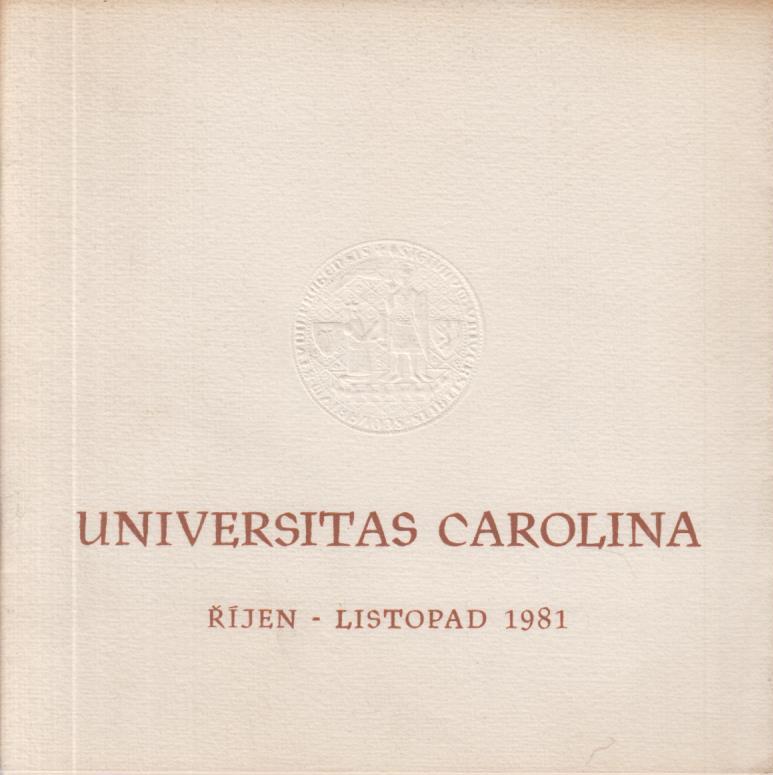 UNIVERSITAS CAROLINA
ŘÍJEN - LISTOPAD 1981